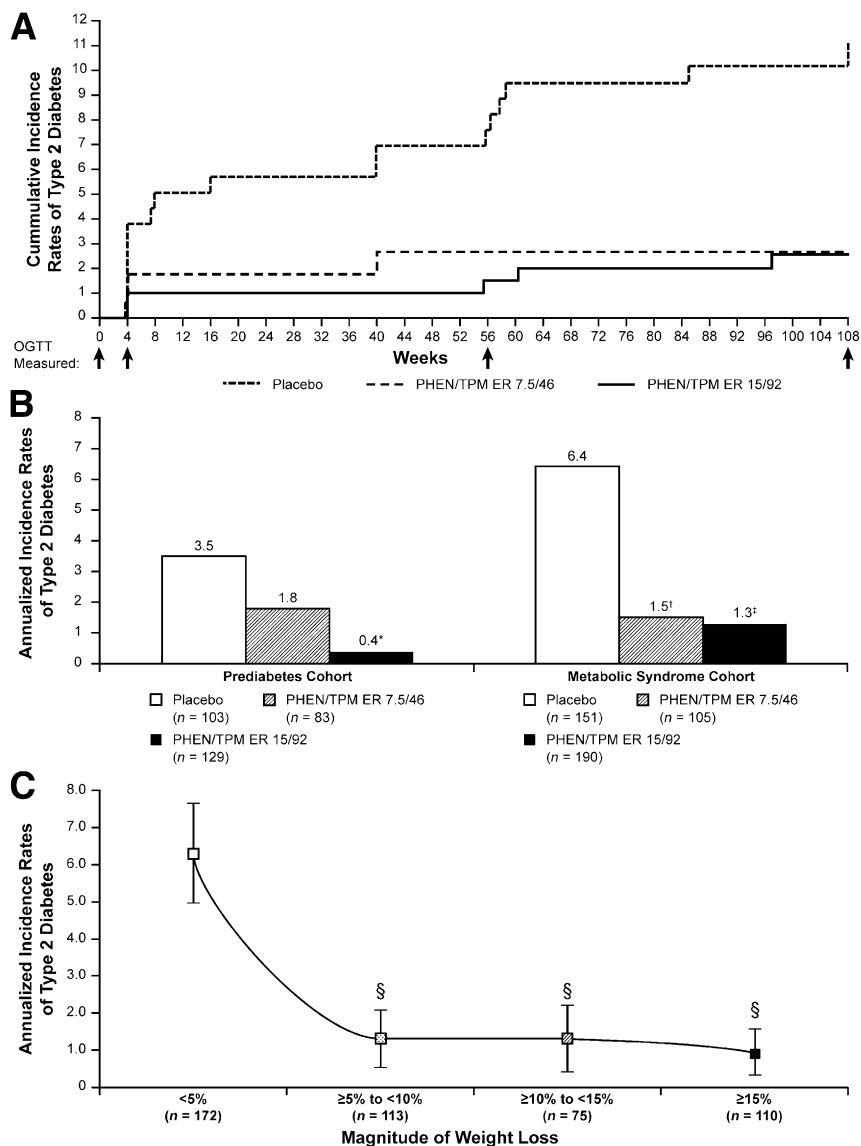 A
Cummulative Incidence
Rates of Type 2 Diabetes
12
11
10
9
8
7
6
5
4
3
2
1
0
0 4 8 12 16 20 24 28 32 36 40 44 48 52 56 60 64 68 72 76 80 84 88 92 96 100 104 108
OGTT
Measured:
Weeks
Placebo PHEN/TPM ER 7.5/46 PHEN/TPM ER 15/92
B
Annualized Incidence Rates
of Type 2 Diabetes
8
7
6
5
4
3
2
1
0
3.5
1.8
0.4*
6.4
1.5†
1.3‡
Prediabetes Cohort Metabolic Syndrome Cohort
Placebo PHEN/TPM ER 7.5/46
(n = 103) (n = 83)
PHEN/TPM ER 15/92
(n = 129)
Placebo PHEN/TPM ER 7.5/46
(n = 151) (n = 105)
PHEN/TPM ER 15/92
(n = 190)
C
Annualized Incidence Rates
of Type 2 Diabetes
8.0
7.0
6.0
5.0
4.0
3.0
2.0
1.0
0
§ § §
<5% ≥5% to <10% ≥10% to <15% ≥15%
(n = 172) (n = 113) (n = 75) (n = 110)
Magnitude of Weight Loss